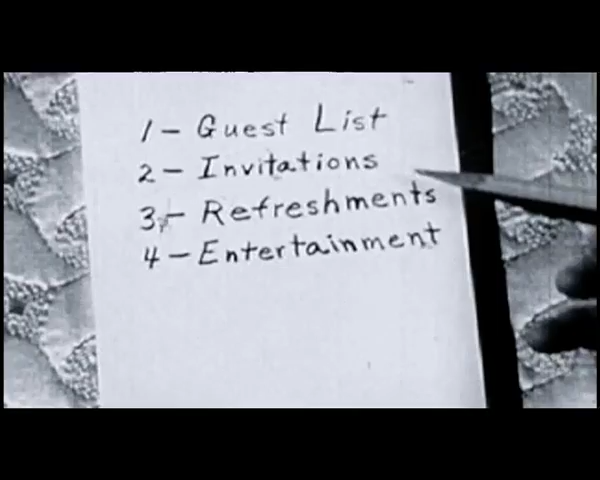 1- Guest List
2- Invitations
3- Refreshments
4- Entertainment